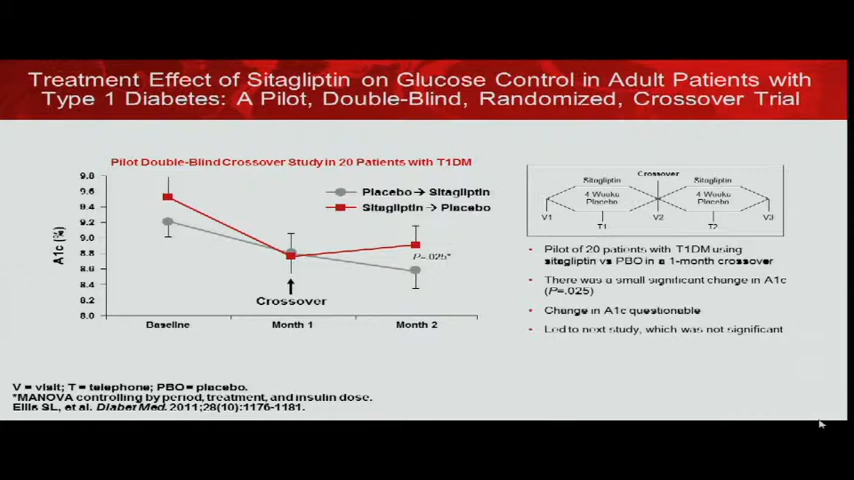 Treatment Effect of Sitagliptin on Glucose Control in Adult Patients with
Type 1 Diabetes: A Pilot, Double-Blind, Randomized, Crossover Trial
Pilot Double-Blind Crossover Study in 20 Patients with T1DM
9.8
9.6
9.4
9.2
9.0
8.8
8.6
8.4
8.2
8.0
A1c (%)
Placebo → Sitagliptin
Sitagliptin → Placebo
P=.025*
Crossover
Baseline
Month 1
Month 2
Crossover
Sitagliptin
Sitagliptin
4 Weeks
Placebo
4 Weeks
Placebo
V1
V2
V3
T1
T2
• Pilot of 20 patients with T1DM using
sitagliptin vs PBO in a 1-month crossover
• There was a small significant change in A1c
(P=.025)
• Change in A1c questionable
• Led to next study, which was not significant
V = visit; T = telephone; PBO = placebo.
*MANOVA controlling by period, treatment, and insulin dose.
Ellis SL, et al. Diabet Med. 2011;28(10):1176-1181.